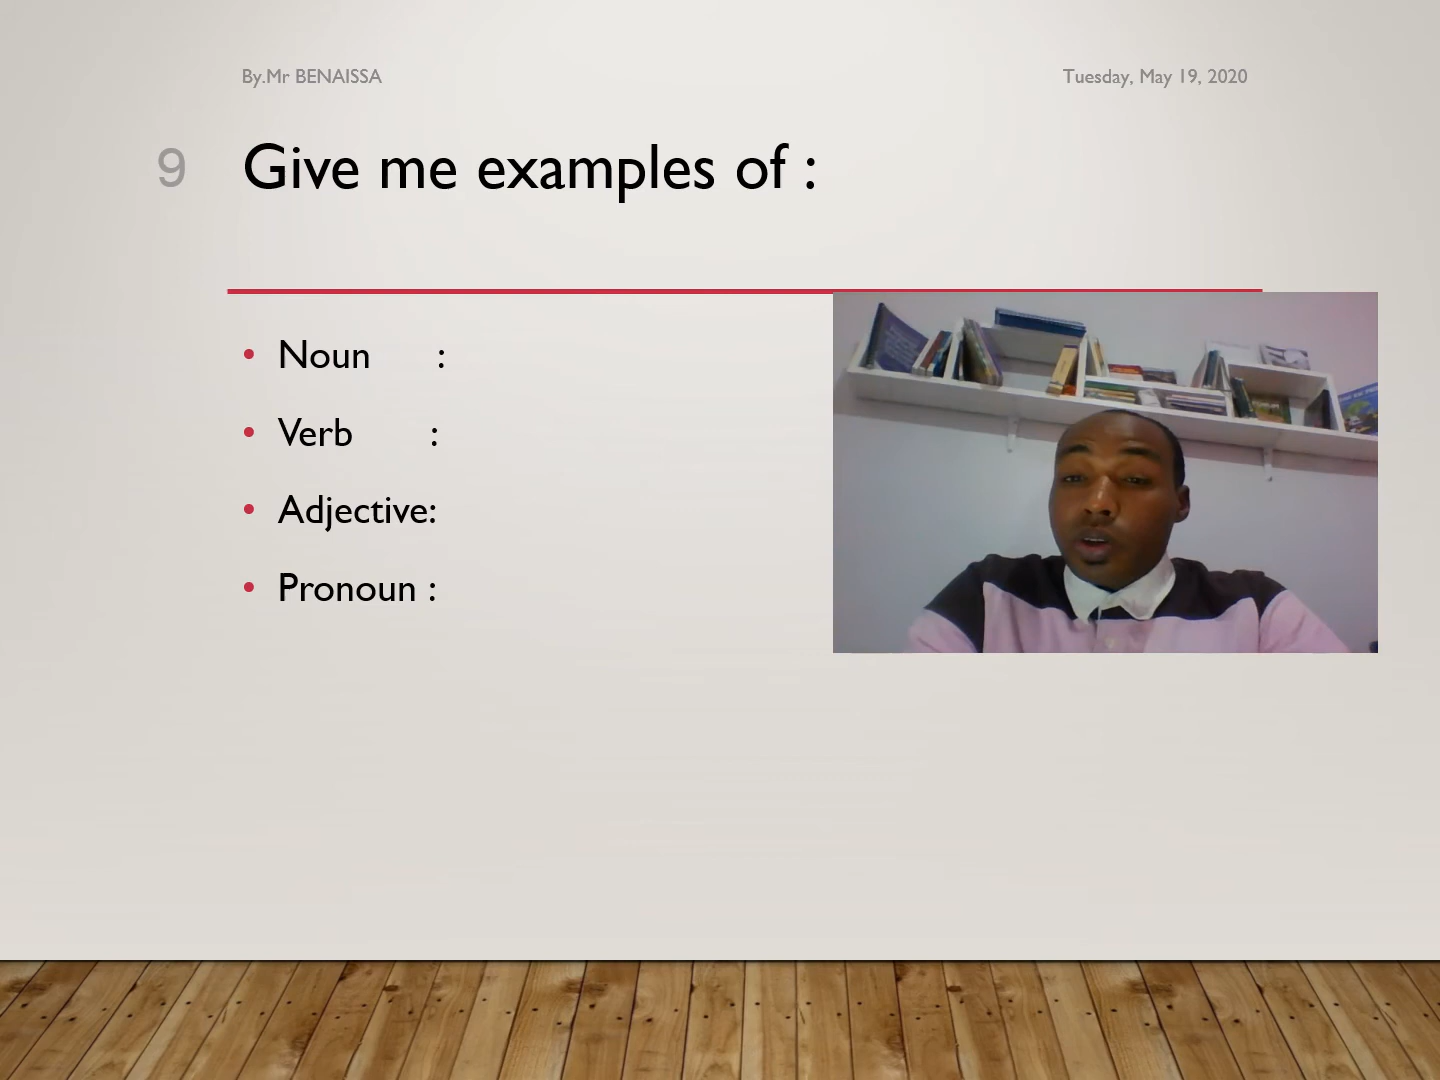 By.Mr BENAISSA
Tuesday, May 19, 2020
9
Give me examples of :
• Noun :
• Verb :
• Adjective:
• Pronoun :